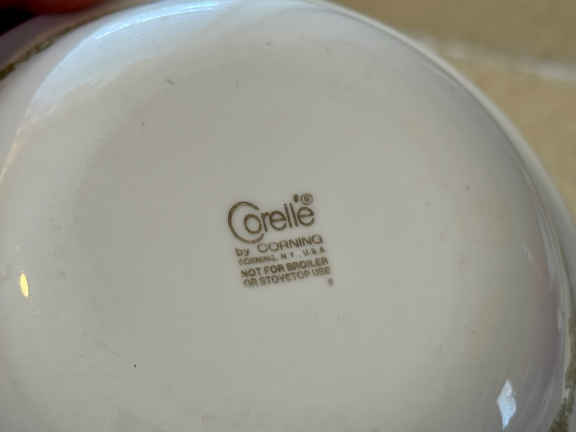 Corelle®
by CORNING
CORNING, N.Y., U.S.A.
NOT FOR BROILER
OR STOVETOP USE